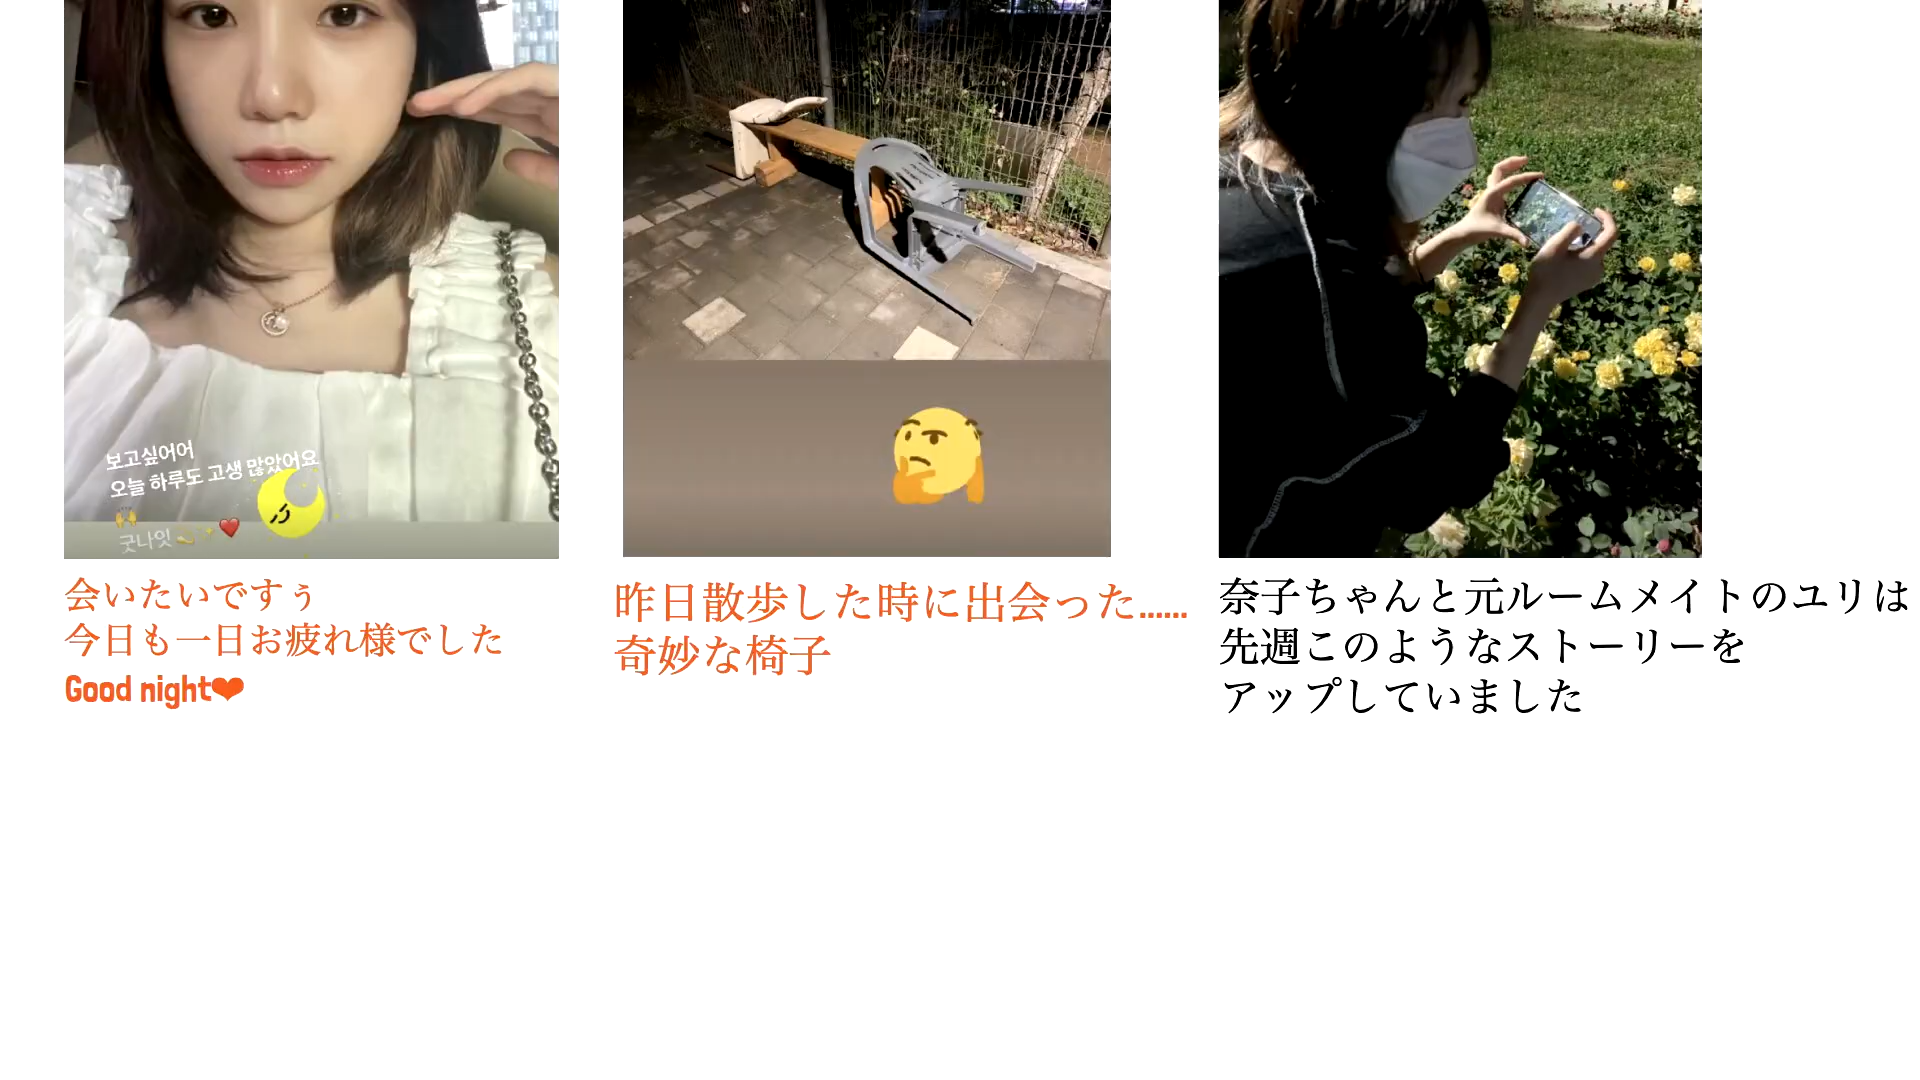 보고싶어어
오늘 하루도 고생 많았어요
굿나잇
会いたいですぅ
今日も一日お疲れ様でした
Good night❤
昨日散歩した時に出会った......
奇妙な椅子
奈子ちゃんと元ルームメイトのユリは
先週このようなストーリーを
アップしていました